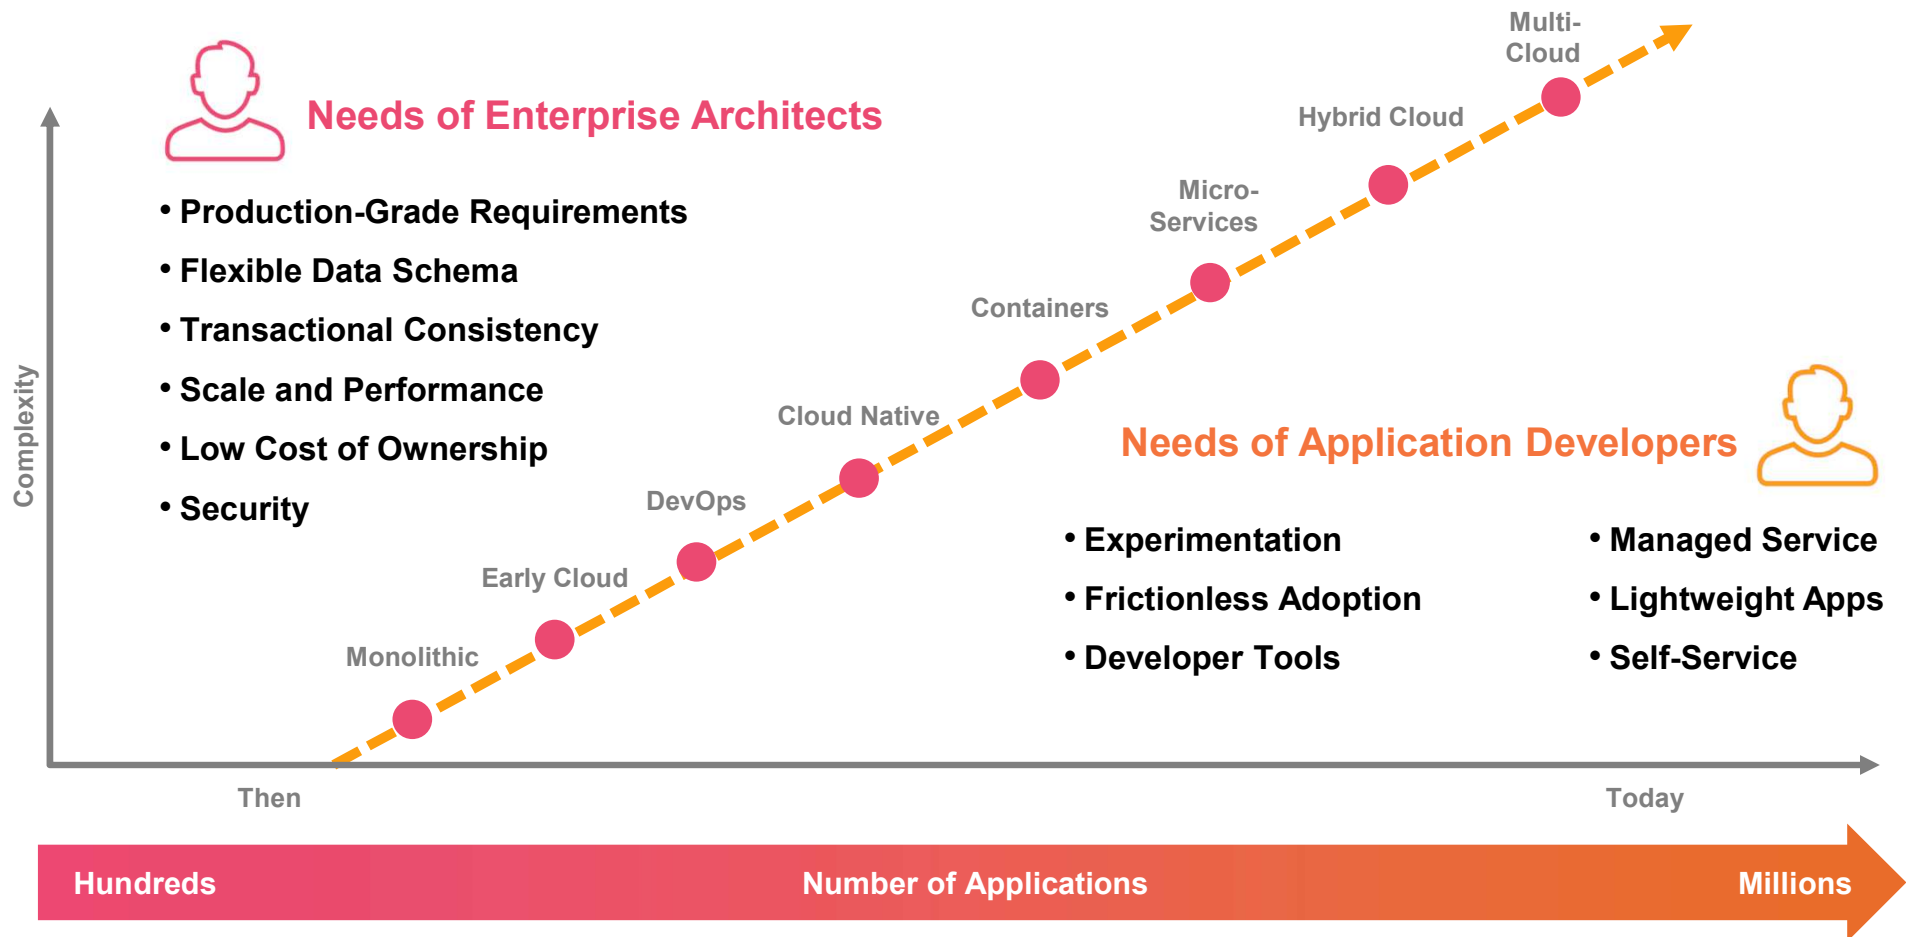 Multi-
Cloud
Needs of Enterprise Architects
Hybrid Cloud
Micro-
Services
• Production-Grade Requirements
• Flexible Data Schema
• Transactional Consistency
• Scale and Performance
• Low Cost of Ownership
• Security
Containers
Complexity
Cloud Native
Needs of Application Developers
DevOps
• Experimentation
• Frictionless Adoption
• Developer Tools
• Managed Service
• Lightweight Apps
• Self-Service
Early Cloud
Monolithic
Then
Today
Hundreds
Number of Applications
Millions